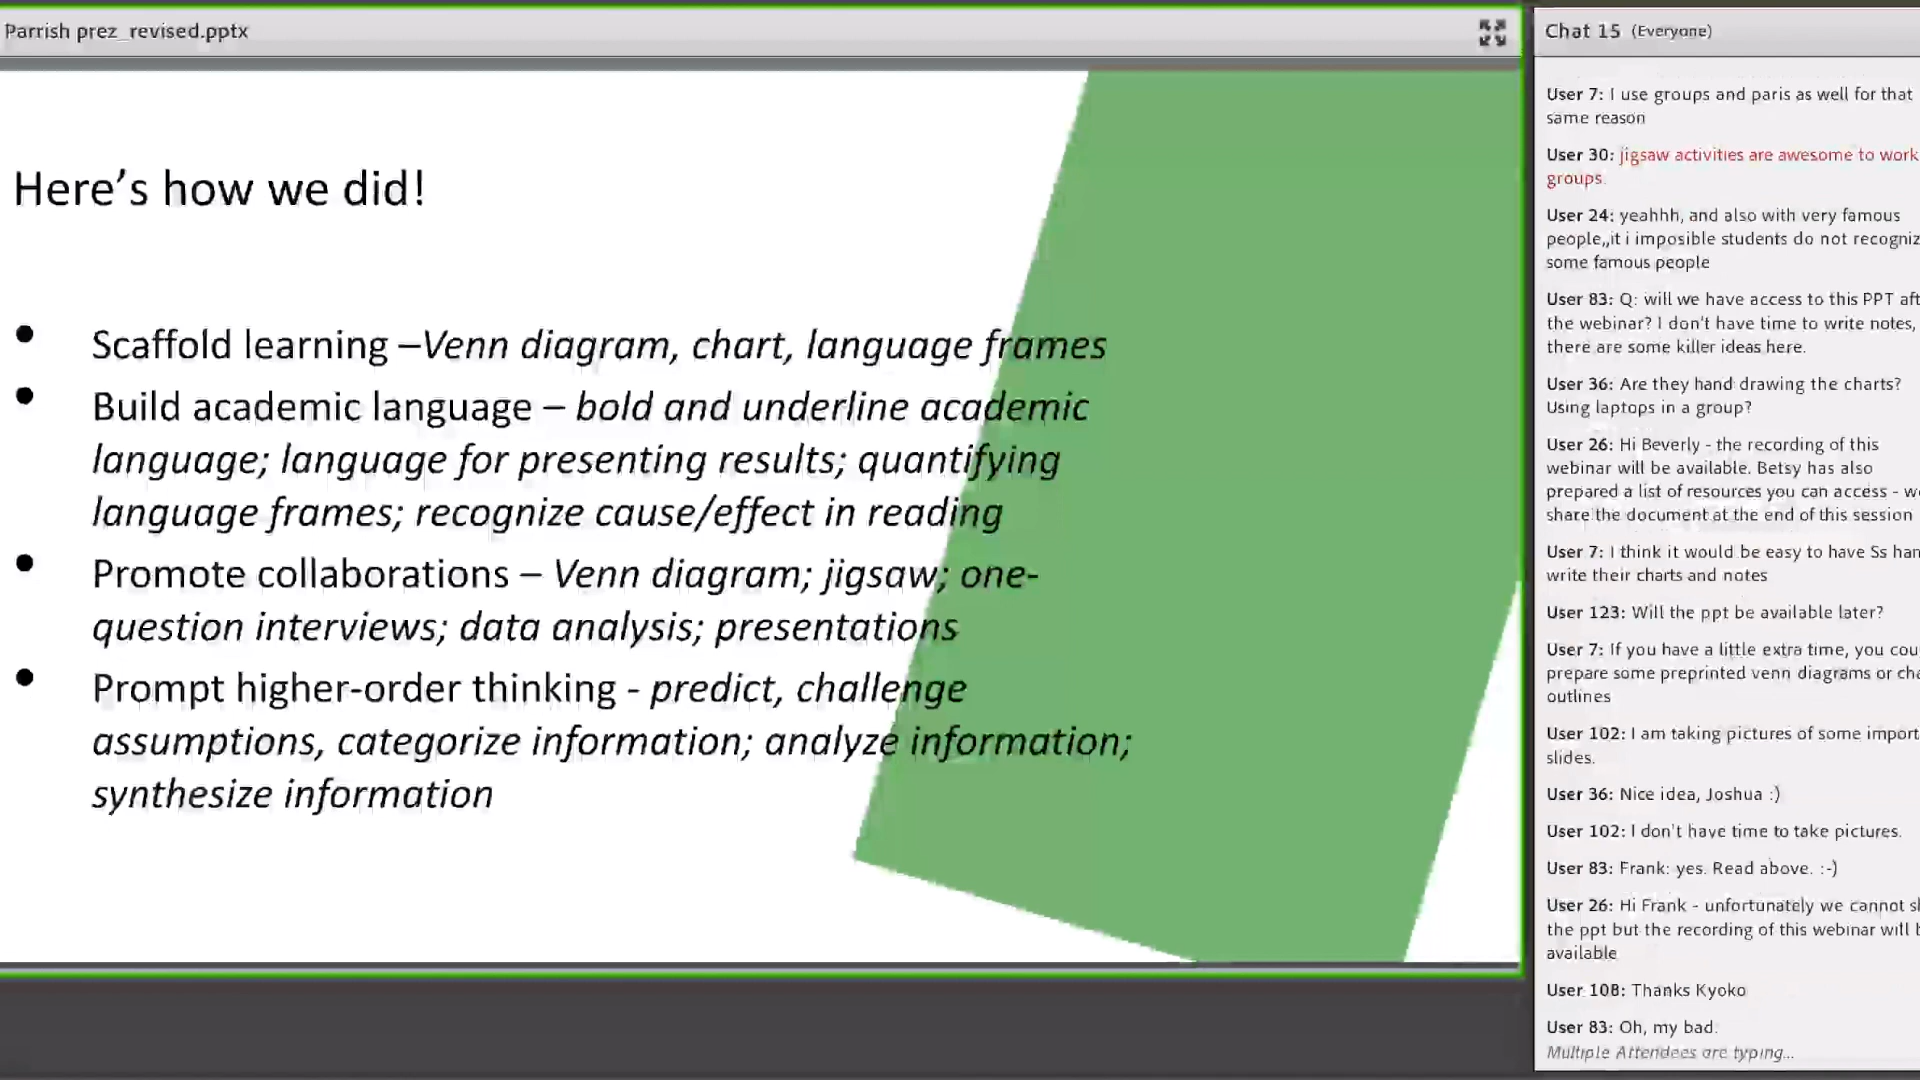 Parrish prez_revised.pptx
Here's how we did!
• Scaffold learning –Venn diagram, chart, language frames
• Build academic language – bold and underline academic
language; language for presenting results; quantifying
language frames; recognize cause/effect in reading
• Promote collaborations – Venn diagram; jigsaw; one-
question interviews; data analysis; presentations
• Prompt higher-order thinking - predict, challenge
assumptions, categorize information; analyze information;
synthesize information
Chat 15 (Everyone)
User 7: I use groups and paris as well for that
same reason
User 30: jigsaw activities are awesome to work
groups.
User 24: yeahhh, and also with very famous
people,,it i imposible students do not recogniz
some famous people
User 83: Q: will we have access to this PPT aft
the webinar? I don't have time to write notes,
there are some killer ideas here.
User 36: Are they hand drawing the charts?
Using laptops in a group?
User 26: Hi Beverly - the recording of this
webinar will be available. Betsy has also
prepared a list of resources you can access - we
share the document at the end of this session
User 7: I think it would be easy to have Ss han
write their charts and notes
User 123: Will the ppt be available later?
User 7: If you have a little extra time, you cou
prepare some preprinted venn diagrams or cha
outlines
User 102: I am taking pictures of some import
slides.
User 36: Nice idea, Joshua :)
User 102: I don't have time to take pictures.
User 83: Frank: yes. Read above. :-)
User 26: Hi Frank - unfortunately we cannot sh
the ppt but the recording of this webinar will b
available
User 108: Thanks Kyoko
User 83: Oh, my bad.
Multiple Attendees are typing...